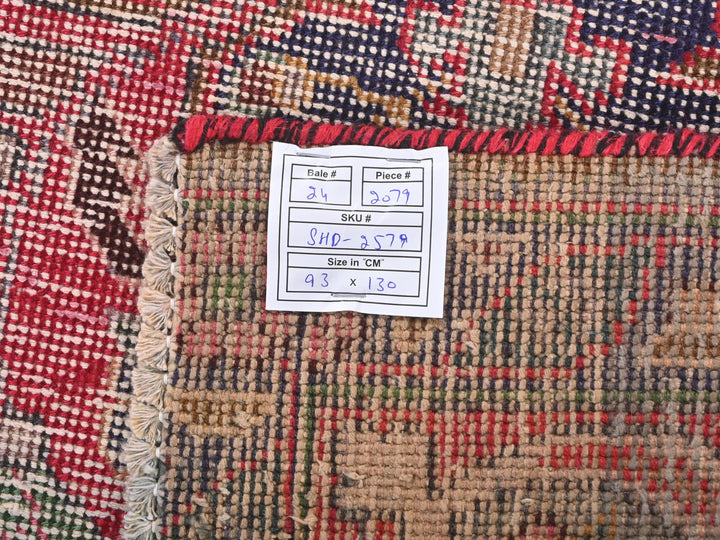 Bale # Piece #
24 2079
SKU #
SHD-2579
Size in "CM"
93 x 130